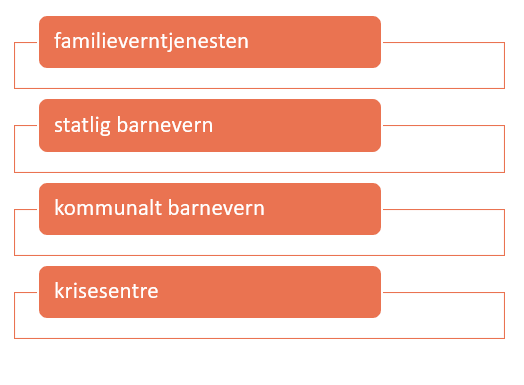 familieverntjenesten
statlig barnevern
kommunalt barnevern
krisesentre